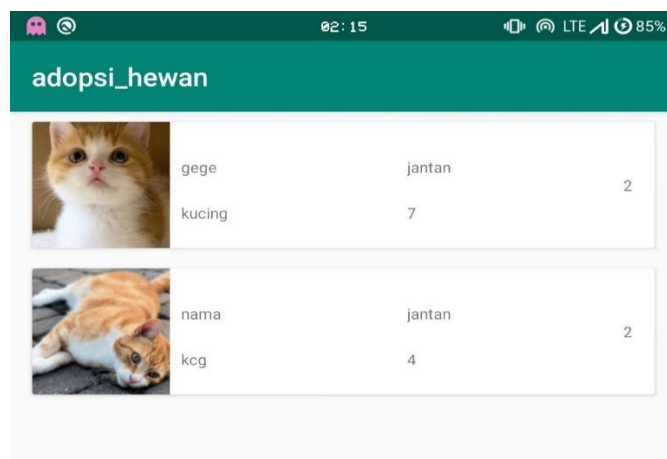 02:15 LTE 85%
adopsi_hewan
gege jantan
2
kucing 7
nama jantan
2
kcg 4